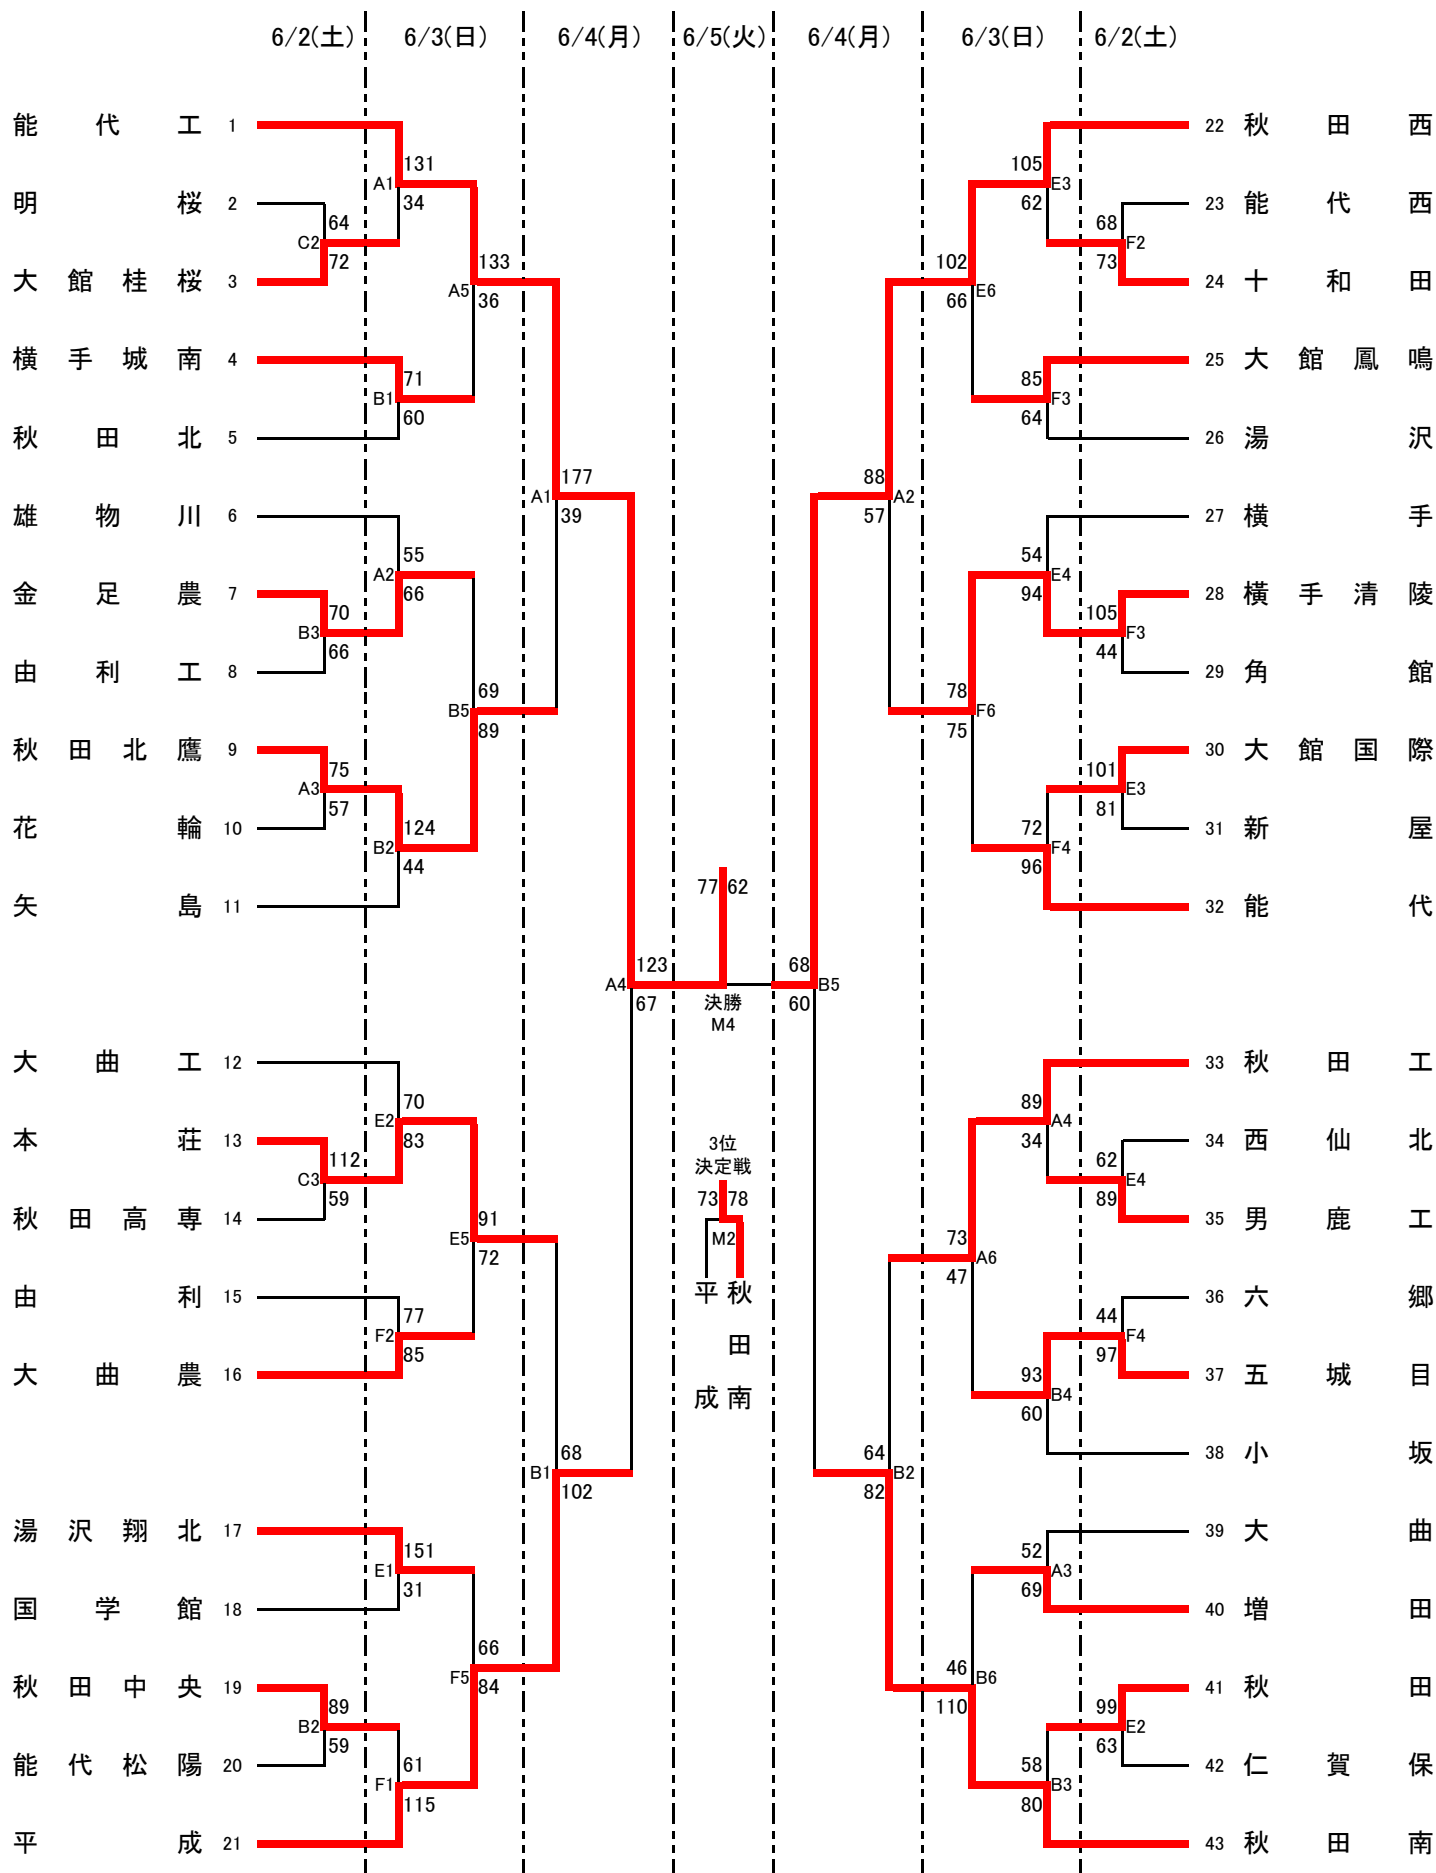 6/2(土) 6/3(日) 6/4(月) 6/5(火) 6/4(月) 6/3(日) 6/2(土)
能代工 1 22 秋田西
131 105
A1 E3
明桜 2 34 62 23 能代西
64 68
C2 F2
72 133 102 73
大館桂桜 3 A5 E6 24 十和田
36 66
横手城南 4 25 大館鳳鳴
71 85
B1 F3
60 64
秋田北 5 26 湯沢
177 88
A1 A2
雄物川 6 39 57 27 横手
55 54
A2 E4
金足農 7 66 94 28 横手清陵
70 105
B3 F3
66 44
由利工 8 29 角館
69 78
B5 F6
89 75
秋田北鷹 9 30 大館国際
75 101
A3 E3
57 81
花輪 10 124 72 31 新屋
B2 F4
44 96
77 62
矢島 11 32 能代
123 68
A4 B5
67 決勝 60
M4
大曲工 12 33 秋田工
70 89
E2 A4
本荘 13 83 34 34 西仙北
112 3位 62
C3 決定戦 E4
59 73 78 89
秋田高専 14 91 35 男鹿工
E5 M2 73
72 A6
47
由利 15 平成 秋田南 36 六郷
77 44
F2 F4
85 97
大曲農 16 93 37 五城目
B4
60
68 64 38 小坂
B1 B2
102 82
湯沢翔北 17 39 大曲
151 52
E1 A3
31 69
国学館 18 40 増田
66 46
F5 B6
秋田中央 19 84 110 41 秋田
89 99
B2 E2
59 63
能代松陽 20 61 58 42 仁賀保
F1 B3
115 80
平成 21 43 秋田南